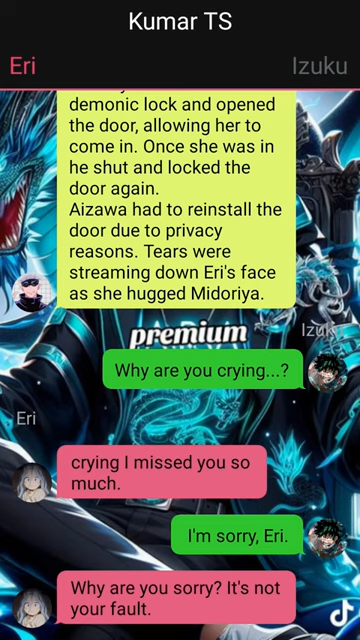 Kumar TS
Eri
Izuku
demonic lock and opened
the door, allowing her to
come in. Once she was in
he shut and locked the
door again.
Aizawa had to reinstall the
door due to privacy
reasons. Tears were
streaming down Eri's face
as she hugged Midoriya.
premium
Why are you crying...?
Eri
crying I missed you so
much.
I'm sorry, Eri.
Why are you sorry? It's not
your fault.